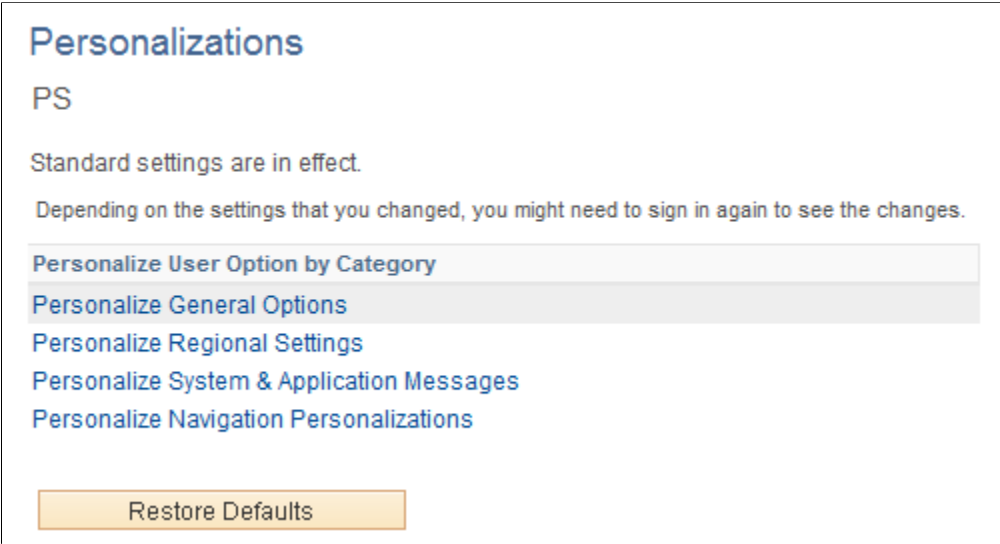 Personalizations
PS
Standard settings are in effect.
Depending on the settings that you changed, you might need to sign in again to see the changes.
Personalize User Option by Category
Personalize General Options
Personalize Regional Settings
Personalize System & Application Messages
Personalize Navigation Personalizations
Restore Defaults